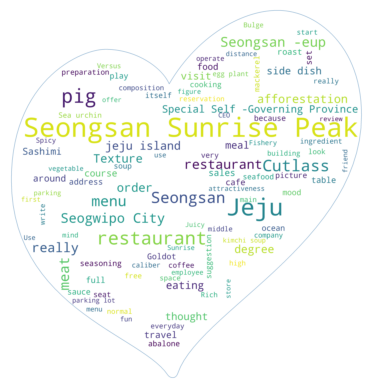 Bulge
Versus start
Seongsan -eup
preparation operate distance roast set
egg plant
composition play food visit side dish mackerel really
itself figure cooking
offer reservation afforestation
pig Special Self -Governing Province
Sea urchin CEO because review
Seongsan Sunrise Peak
Spicy ingredient
Sashimi jeju island meal very building look friend
use Fishery
vegetable soup Texture restaurant Cutlass
around course sales seafood picture
address cafe attractiveness table
parking order Seongsan Jeju mood
first menu main ocean
write Seogwipo City Juicy kimchi soup company
Use mind restaurant middle degree
really Goldot
meat seasoning caliber coffee employee suggestion high
full free space eating Rich
sauce seat thought store
parking lot
menu normal travel Sunrise
fun everyday
abalone